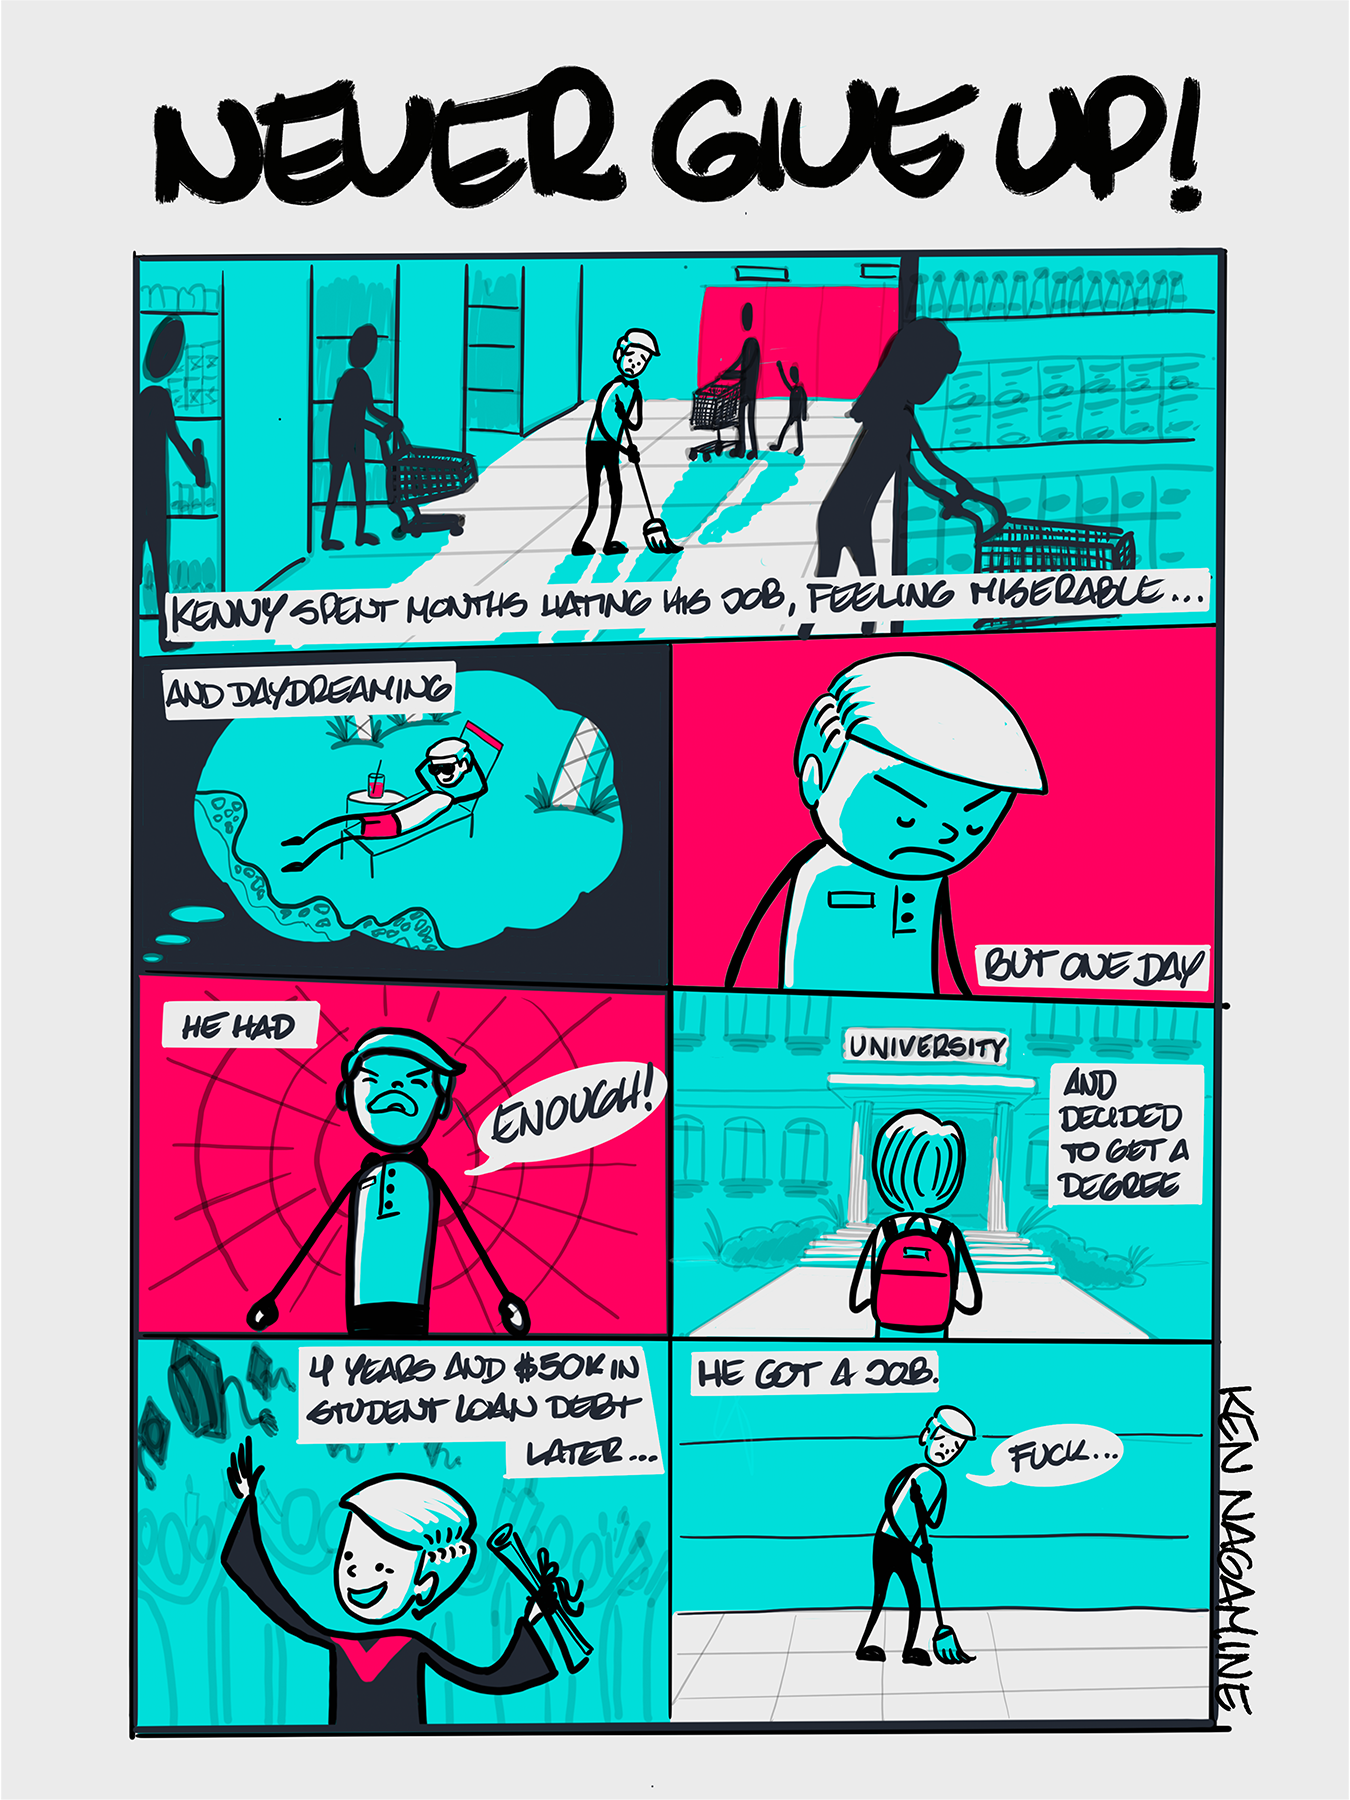 NEVER GIVE UP!
KENNY SPENT MONTHS HATING HIS JOB, FEELING MISERABLE...
AND DAYDREAMING
BUT ONE DAY
HE HAD
ENOUGH!
UNIVERSITY
AND
DECIDED
TO GET A
DEGREE
4 YEARS AND $50K IN
STUDENT LOAN DEBT
LATER...
HE GOT A JOB.
FUCK...
KEN NAGAMINE